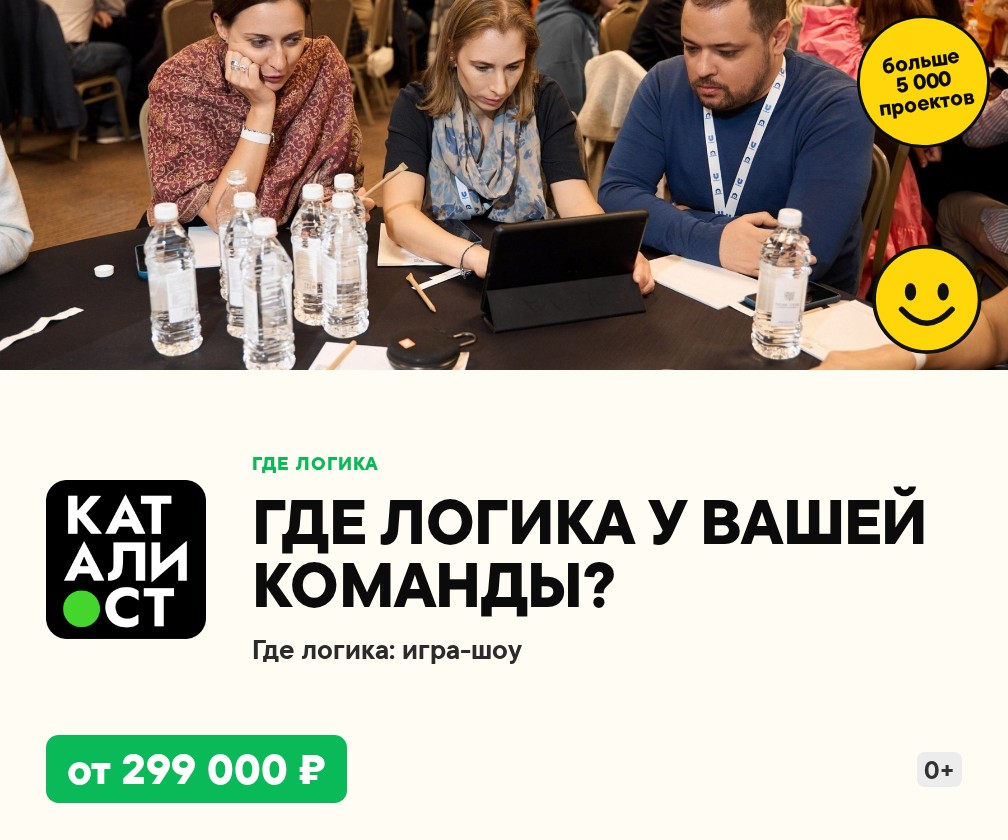 больше
5 000
проектов
ГДЕ ЛОГИКА
КАТ
АЛИ
СТ
ГДЕ ЛОГИКА У ВАШЕЙ
КОМАНДЫ?
Где логика: игра-шоу
от 299 000 ₽
0+